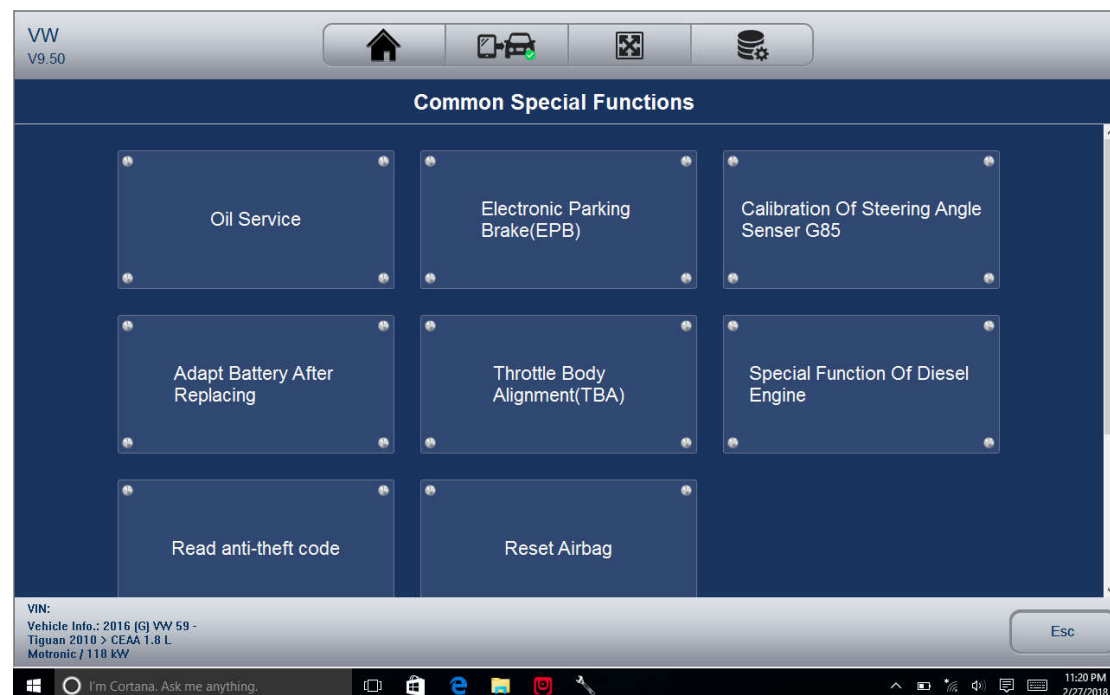 VW
V9.50
Common Special Functions
Oil Service
Electronic Parking
Brake(EPB)
Calibration Of Steering Angle
Senser G85
Adapt Battery After
Replacing
Throttle Body
Alignment(TBA)
Special Function Of Diesel
Engine
Read anti-theft code
Reset Airbag
VIN:
Vehicle Info.: 2016 (G) VW 59 -
Tiguan 2010 > CEAA 1.8 L
Motronic / 118 kW
Esc
I'm Cortana. Ask me anything.
11:20 PM